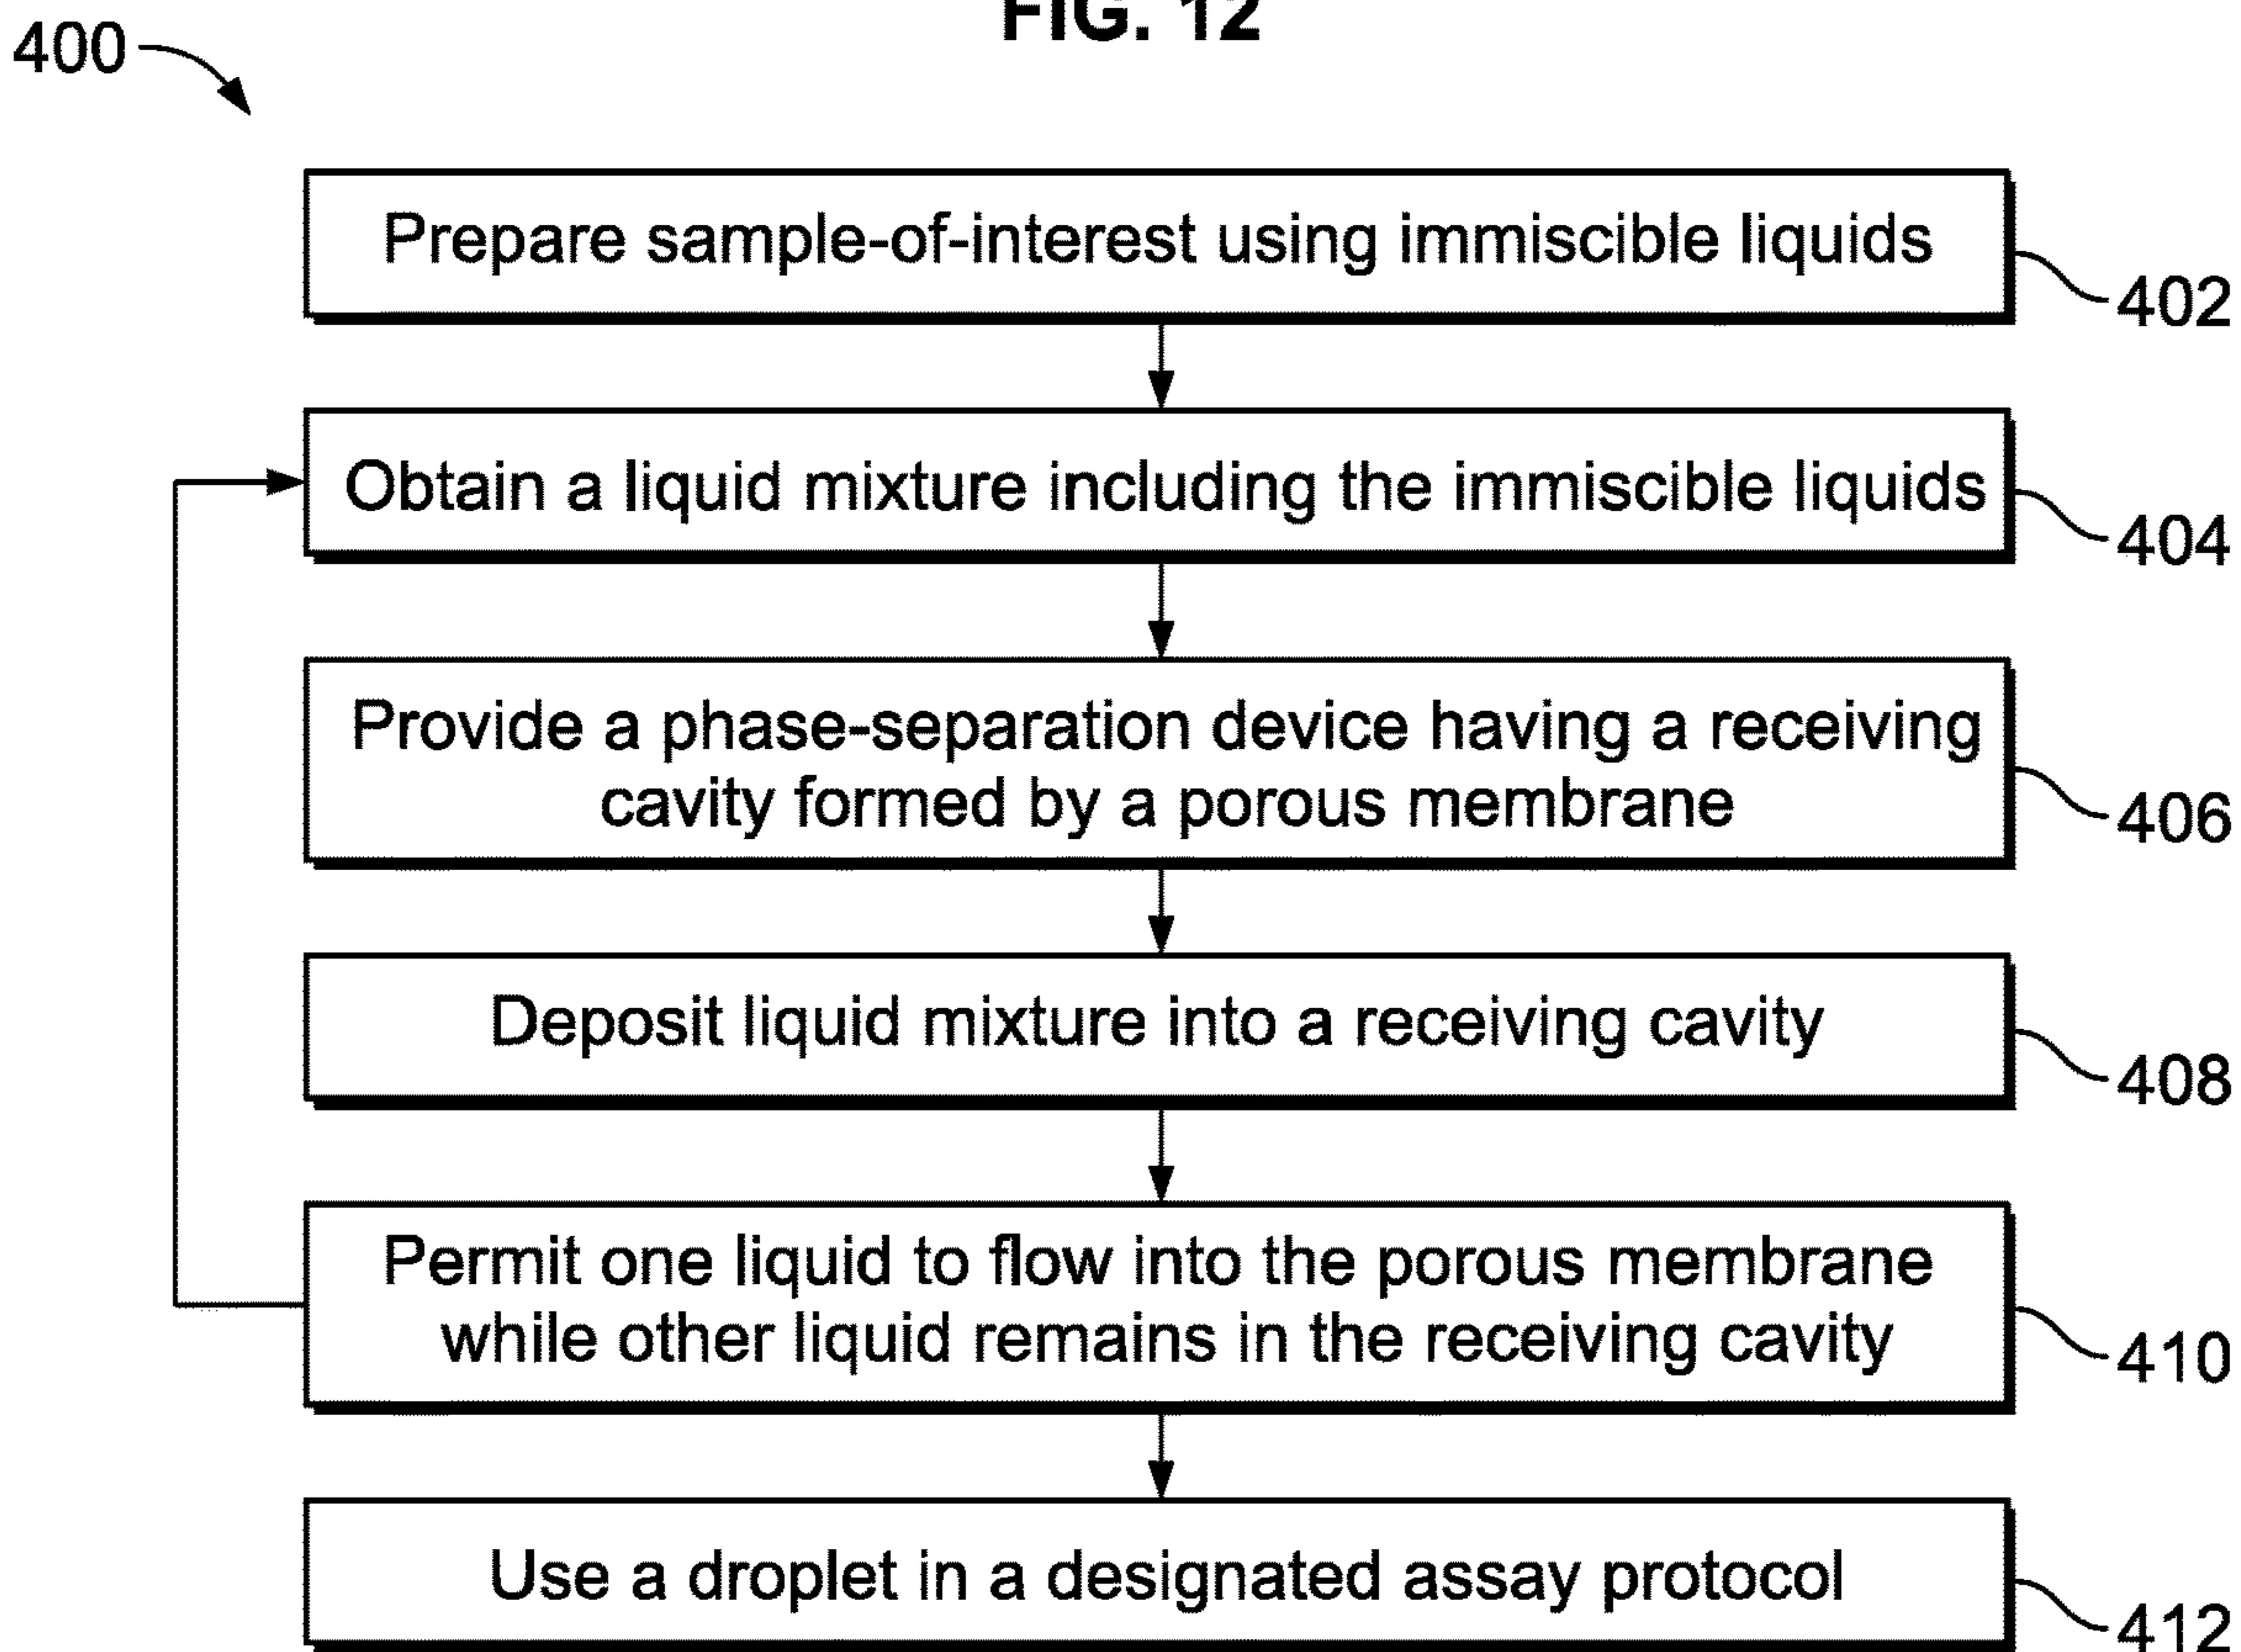 FIG. 12
400
Prepare sample-of-interest using immiscible liquids
402
Obtain a liquid mixture including the immiscible liquids
404
Provide a phase-separation device having a receiving
cavity formed by a porous membrane
406
Deposit liquid mixture into a receiving cavity
408
Permit one liquid to flow into the porous membrane
while other liquid remains in the receiving cavity
410
Use a droplet in a designated assay protocol
412